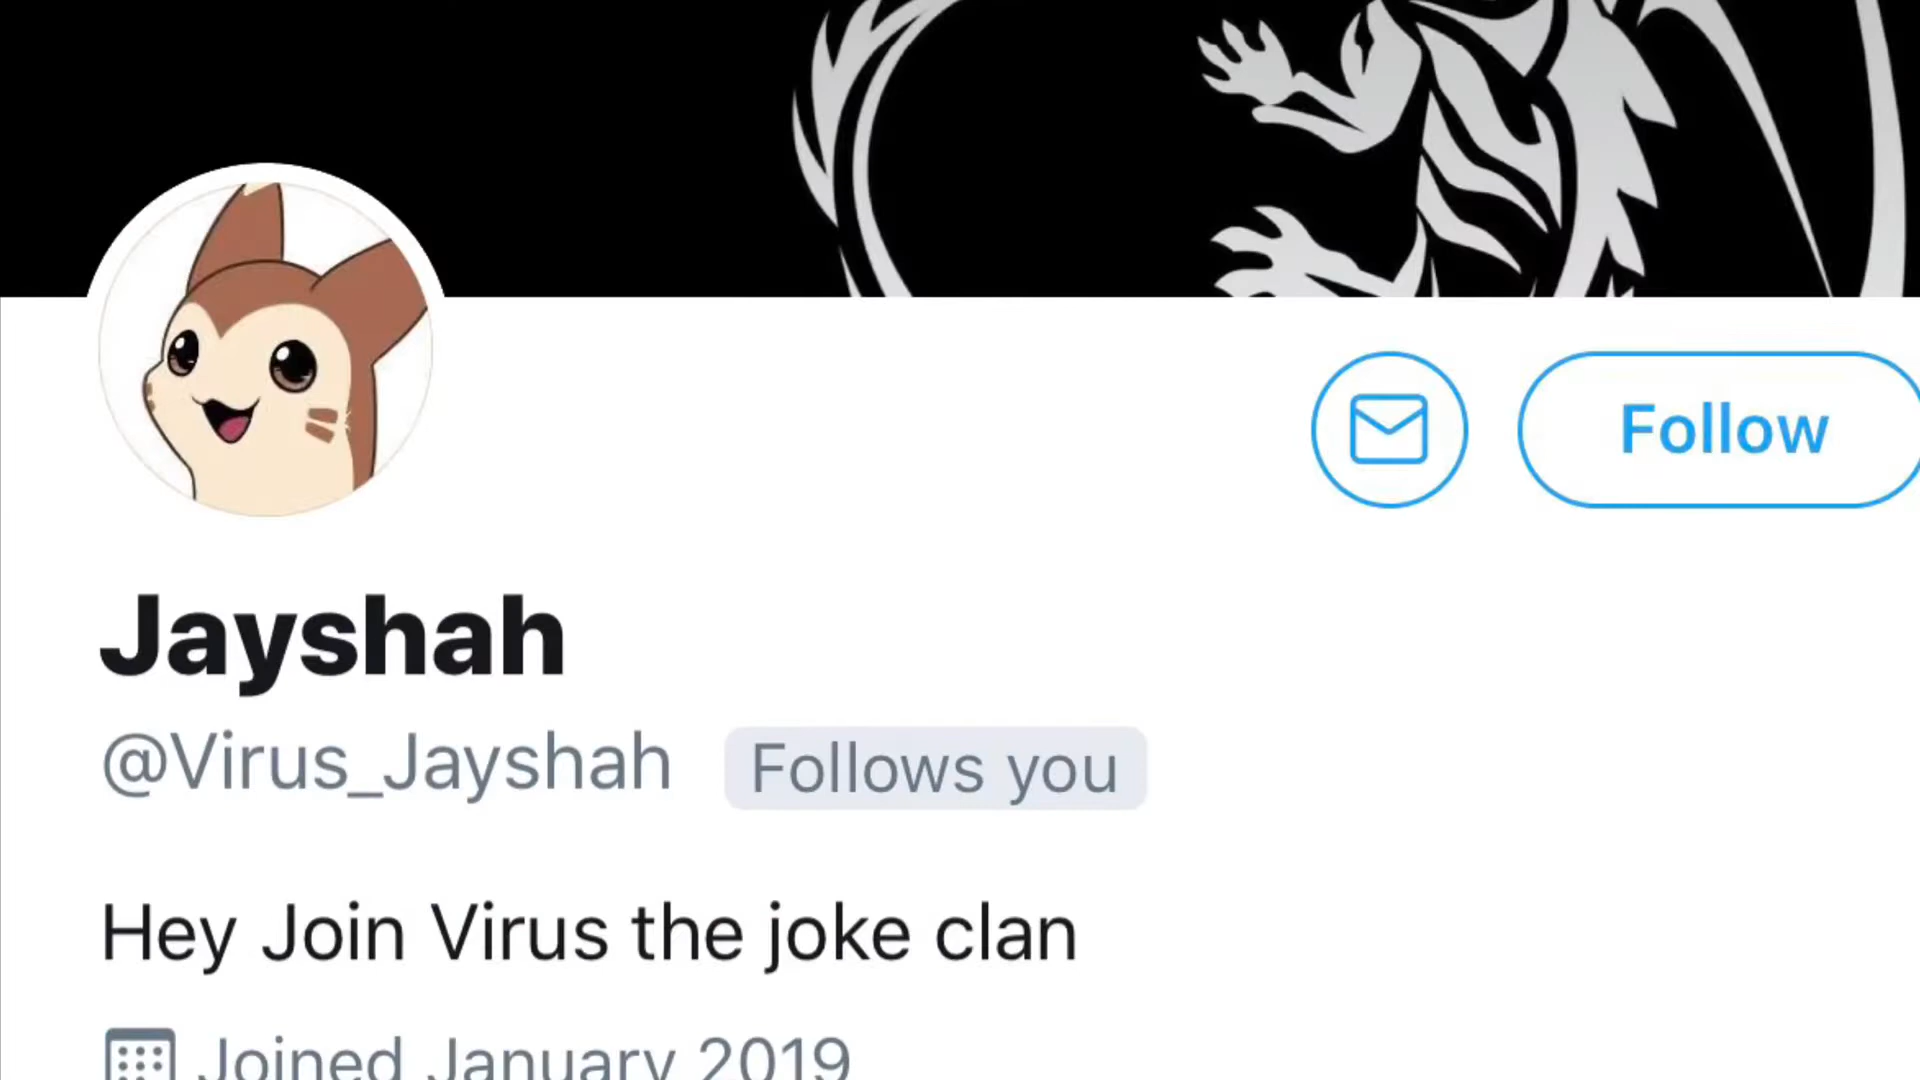 Follow
Jayshah
@Virus_Jayshah Follows you
Hey Join Virus the joke clan
Joined January 2019